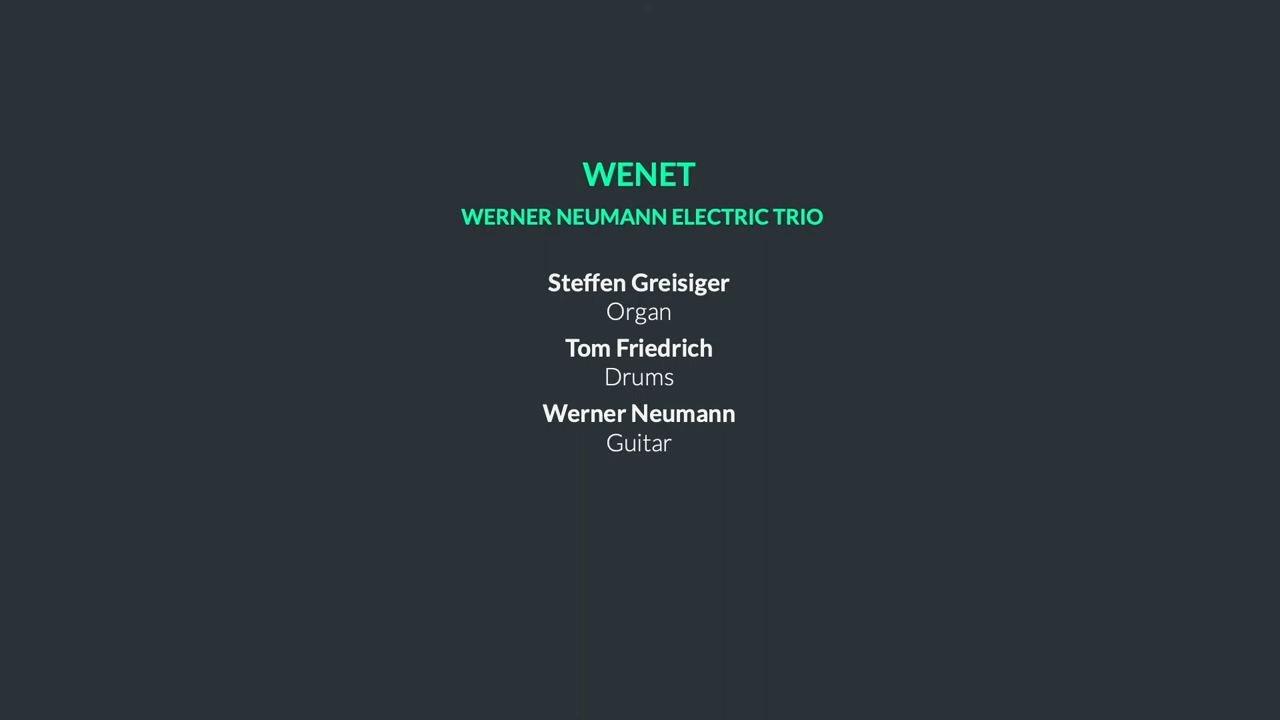 WENET
WERNER NEUMANN ELECTRIC TRIO
Steffen Greisiger
Organ
Tom Friedrich
Drums
Werner Neumann
Guitar